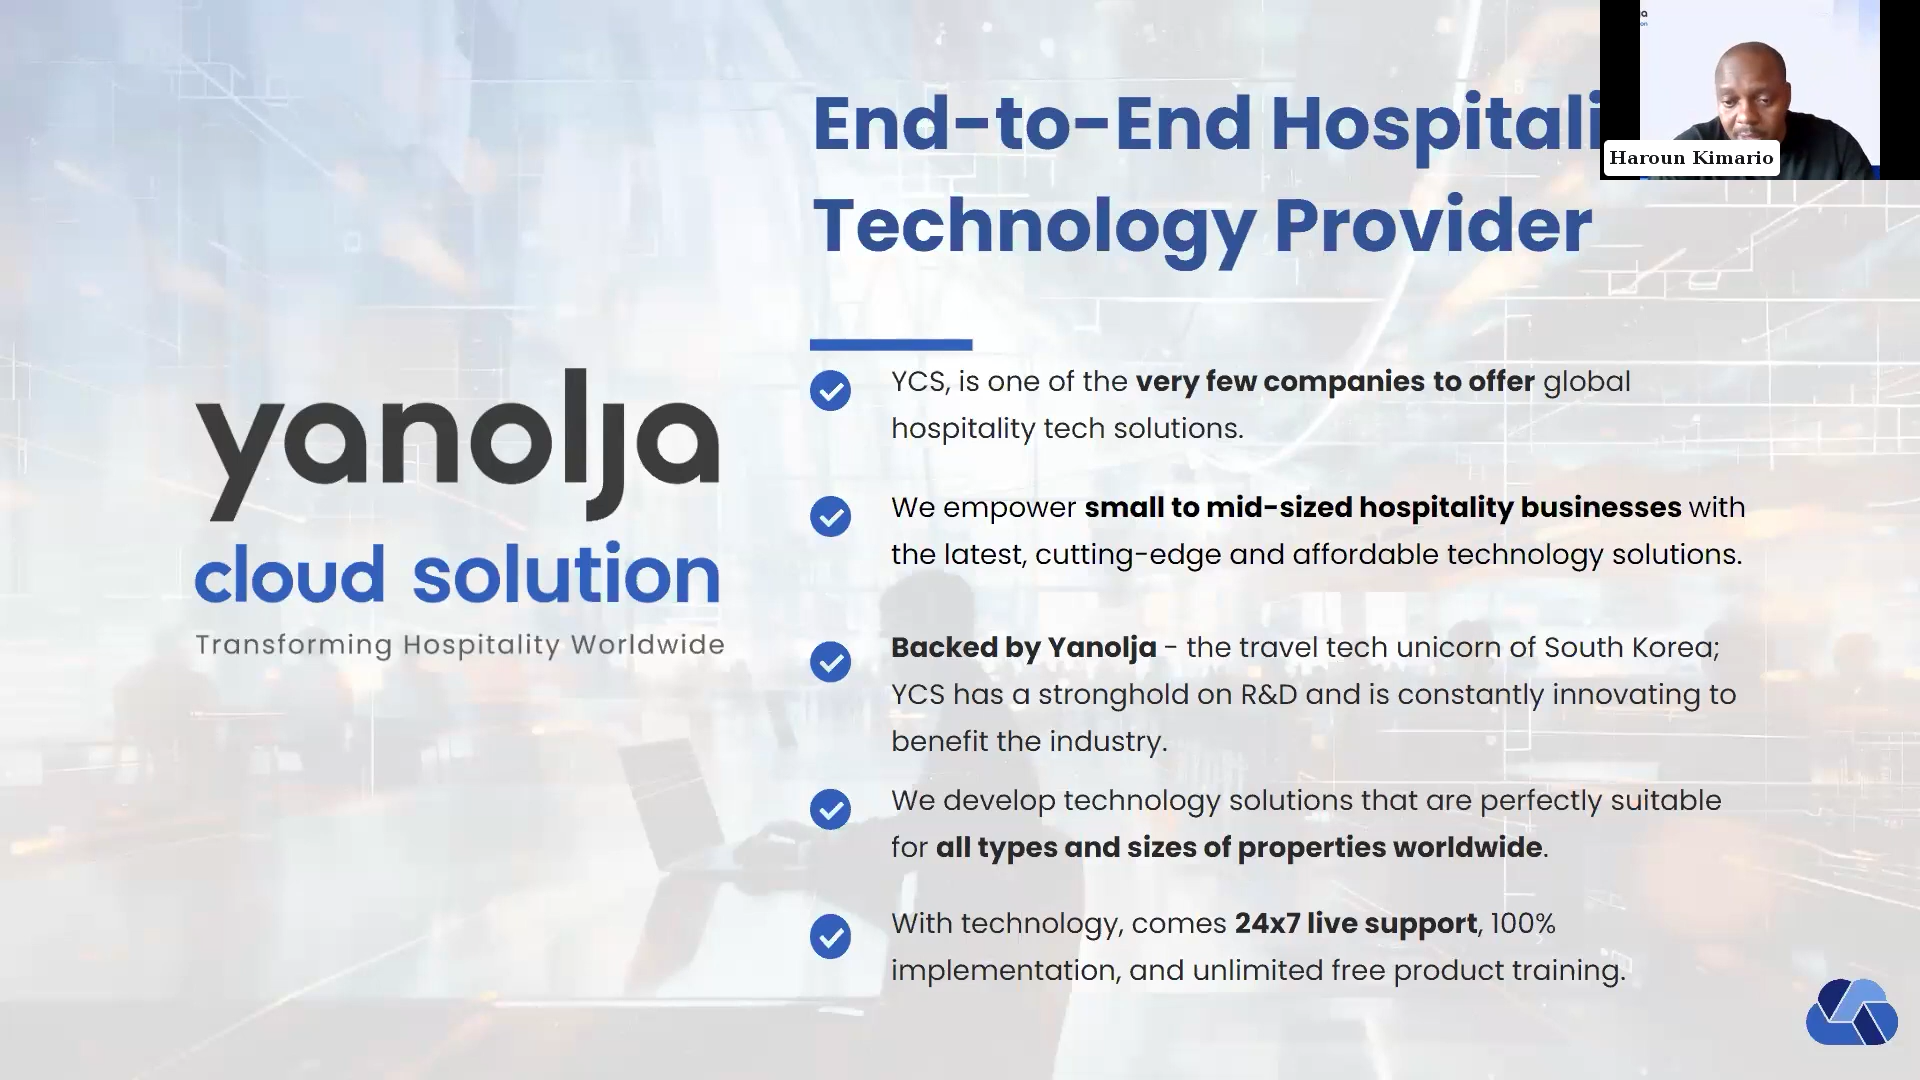 End-to-End Hospitali
Technology Provider
Haroun Kimario
yanolja
cloud solution
Transforming Hospitality Worldwide
YCS, is one of the very few companies to offer global
hospitality tech solutions.
We empower small to mid-sized hospitality businesses with
the latest, cutting-edge and affordable technology solutions.
Backed by Yanolja - the travel tech unicorn of South Korea;
YCS has a stronghold on R&D and is constantly innovating to
benefit the industry.
We develop technology solutions that are perfectly suitable
for all types and sizes of properties worldwide.
With technology, comes 24x7 live support, 100%
implementation, and unlimited free product training.